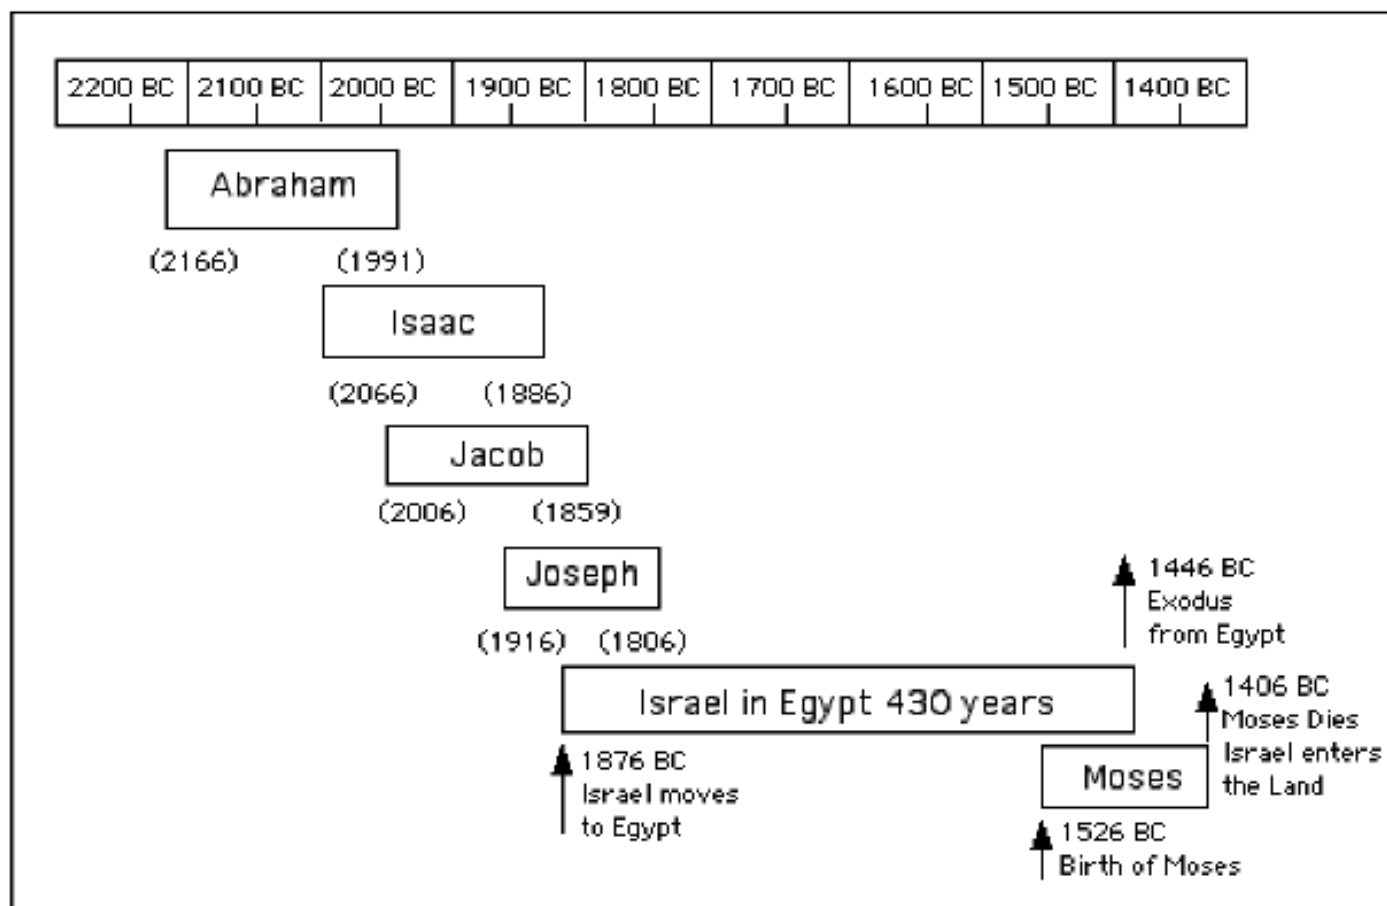 2200 BC 2100 BC 2000 BC 1900 BC 1800 BC 1700 BC 1600 BC 1500 BC 1400 BC
Abraham
(2166) (1991)
Isaac
(2066) (1886)
Jacob
(2006) (1859)
Joseph
(1916) (1806)
1446 BC
Exodus
from Egypt
Israel in Egypt 430 years
1876 BC
Israel moves
to Egypt
1406 BC
Moses Dies
Israel enters
the Land
Moses
1526 BC
Birth of Moses